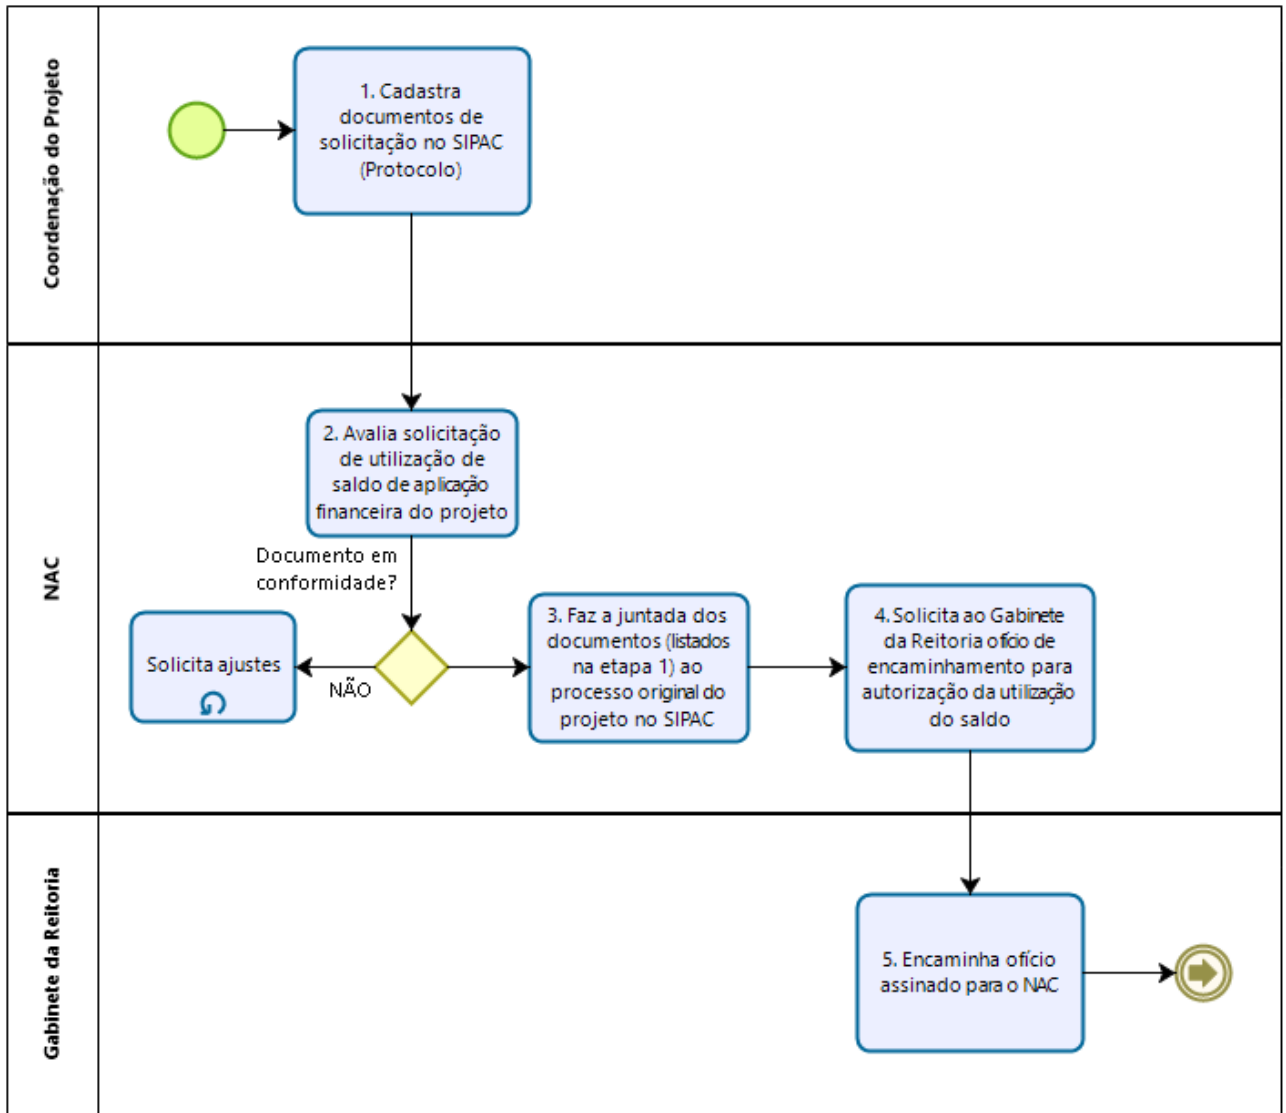 Coordenação do Projeto
1. Cadastra
documentos de
solicitação no SIPAC
(Protocolo)
NAC
2. Avalia solicitação
de utilização de
saldo de aplicação
financeira do projeto
Documento em
conformidade?
Solicita ajustes
NÃO
3. Faz a juntada dos
documentos (listados
na etapa 1) ao
processo original do
projeto no SIPAC
4. Solicita ao Gabinete
da Reitoria ofício de
encaminhamento para
autorização da utilização
do saldo
Gabinete da Reitoria
5. Encaminha ofício
assinado para o NAC